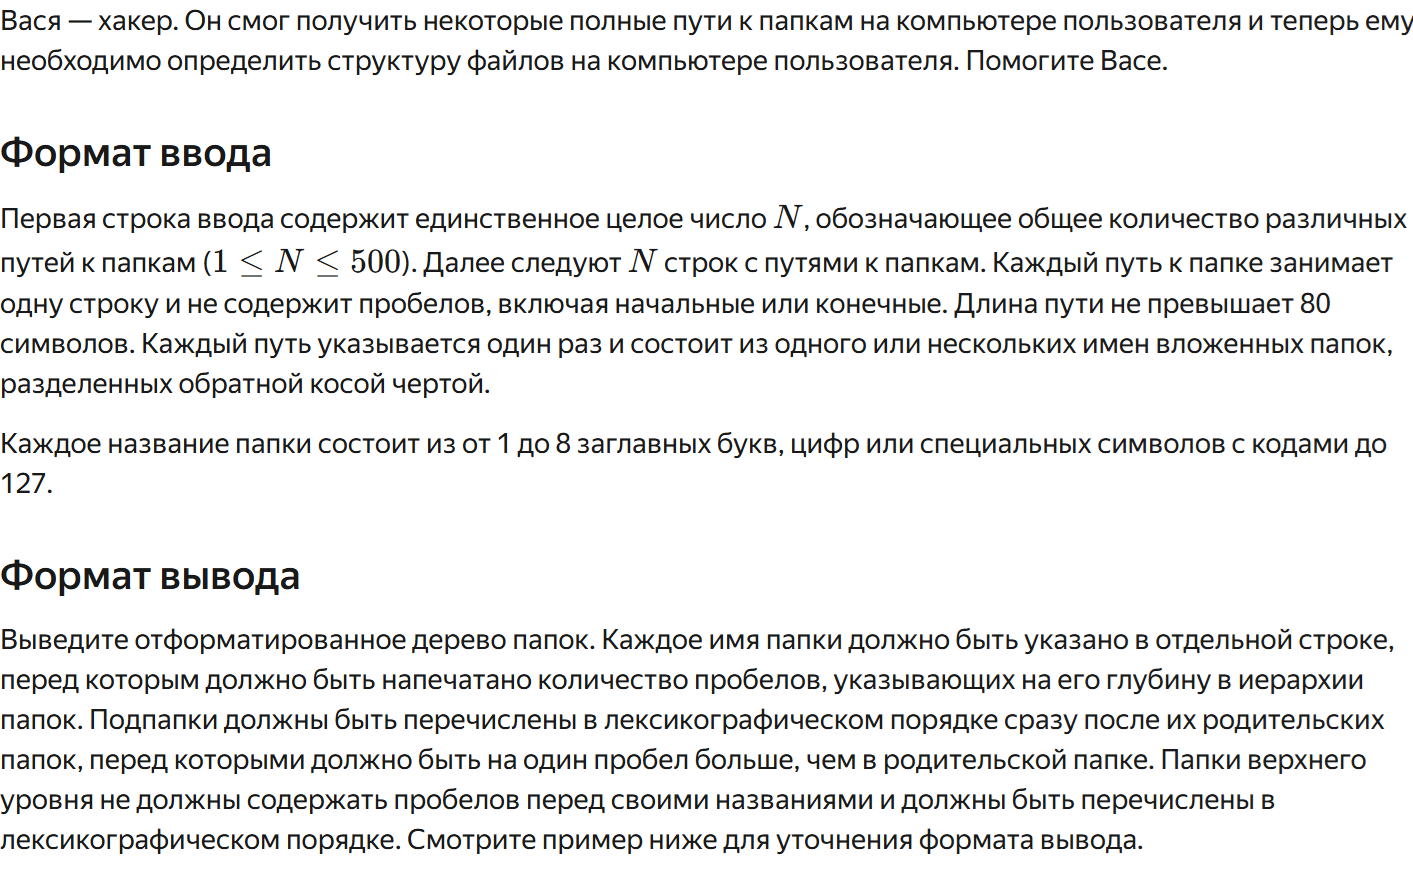 Вася — хакер. Он смог получить некоторые полные пути к папкам на компьютере пользователя и теперь ему
необходимо определить структуру файлов на компьютере пользователя. Помогите Васе.
Формат ввода
Первая строка ввода содержит единственное целое число N, обозначающее общее количество различных
путей к папкам (1 ≤ N ≤ 500). Далее следуют N строк с путями к папкам. Каждый путь к папке занимает
одну строку и не содержит пробелов, включая начальные или конечные. Длина пути не превышает 80
символов. Каждый путь указывается один раз и состоит из одного или нескольких имен вложенных папок,
разделенных обратной косой чертой.
Каждое название папки состоит из от 1 до 8 заглавных букв, цифр или специальных символов с кодами до
127.
Формат вывода
Выведите отформатированное дерево папок. Каждое имя папки должно быть указано в отдельной строке,
перед которым должно быть напечатано количество пробелов, указывающих на его глубину в иерархии
папок. Подпапки должны быть перечислены в лексикографическом порядке сразу после их родительских
папок, перед которыми должно быть на один пробел больше, чем в родительской папке. Папки верхнего
уровня не должны содержать пробелов перед своими названиями и должны быть перечислены в
лексикографическом порядке. Смотрите пример ниже для уточнения формата вывода.